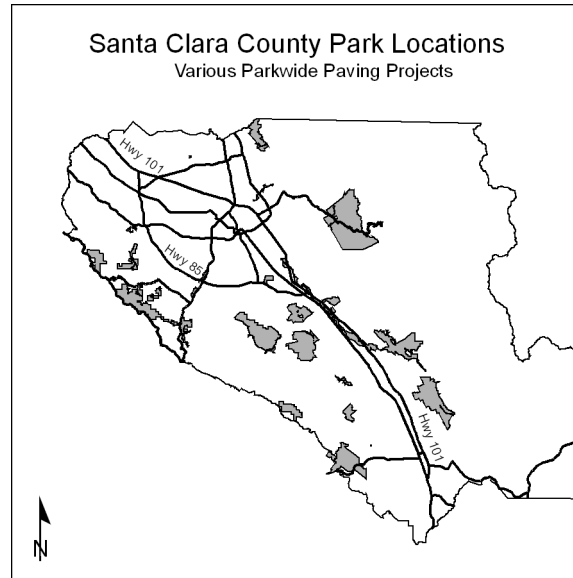 Santa Clara County Park Locations
Various Parkwide Paving Projects
Hwy 101
Hwy 85
Hwy 101
N